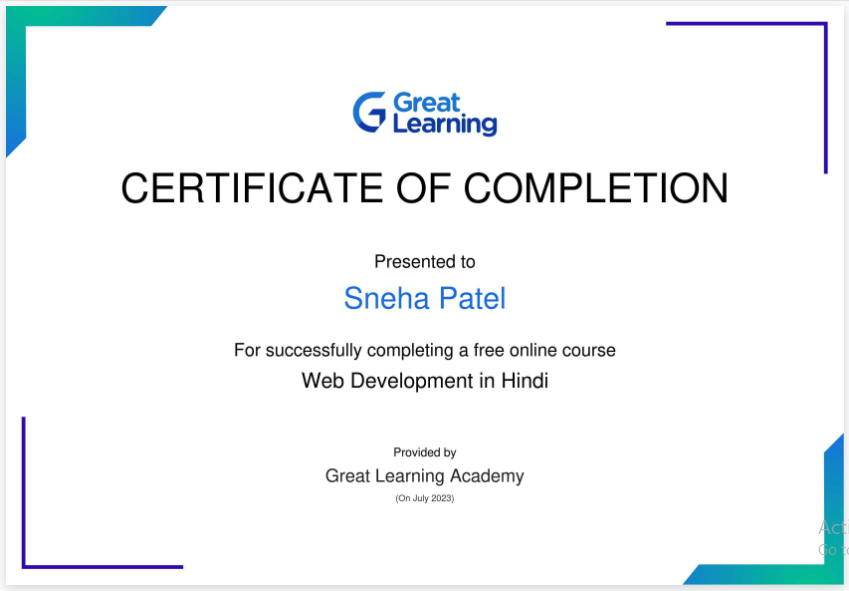 Great
Learning
CERTIFICATE OF COMPLETION
Presented to
Sneha Patel
For successfully completing a free online course
Web Development in Hindi
Provided by
Great Learning Academy
(On July 2023)
Go to